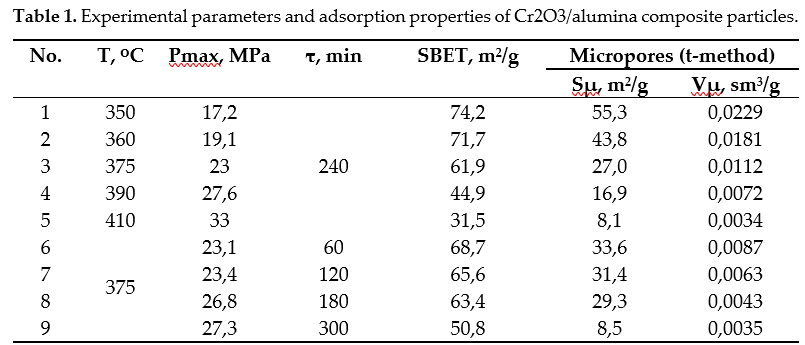 Table 1. Experimental parameters and adsorption properties of Cr2O3/alumina composite particles.
No. T, ºC Pmax, MPa τ, min SBET, m²/g Micropores (t-method)
Sμ, m²/g Vμ, sm³/g
1 350 17,2 74,2 55,3 0,0229
2 360 19,1 71,7 43,8 0,0181
3 375 23 240 61,9 27,0 0,0112
4 390 27,6 44,9 16,9 0,0072
5 410 33 31,5 8,1 0,0034
6 23,1 60 68,7 33,6 0,0087
7 23,4 120 65,6 31,4 0,0063
375
8 26,8 180 63,4 29,3 0,0043
9 27,3 300 50,8 8,5 0,0035